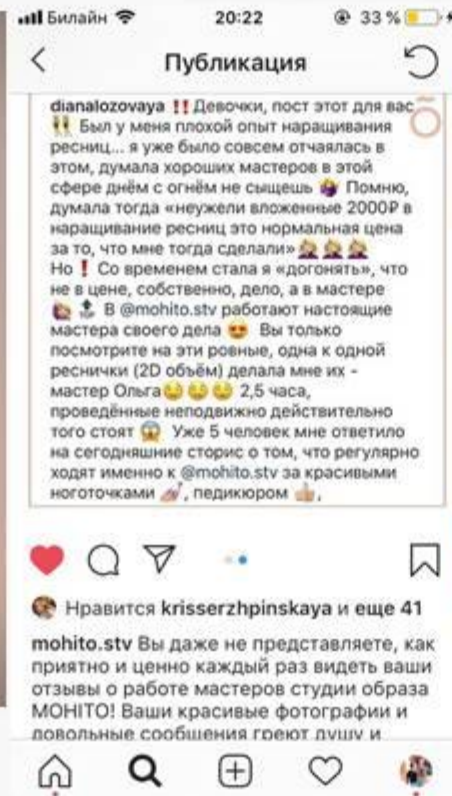 Билайн 20:22 33 %
Публикация
dianalozovaya ‼️ Девочки, пост этот для вас
👯 Был у меня плохой опыт наращивания
ресниц... я уже было совсем отчаялась в
этом, думала хороших мастеров в этой
сфере днём с огнём не сыщешь 🤦‍♀️ Помню,
думала тогда «неужели вложенные 2000₽ в
наращивание ресниц это нормальная цена
за то, что мне тогда сделали» 🤦🏼‍♀️🤦🏼‍♀️🤦🏼‍♀️
Но ❗ Со временем стала я «догонять», что
не в цене, собственно, дело, а в мастере
🔝 В @mohito.stv работают настоящие
мастера своего дела 😍 Вы только
посмотрите на эти ровные, одна к одной
реснички (2D объём) делала мне их -
мастер Ольга 😋😋😋 2,5 часа,
проведённые неподвижно действительно
того стоят 😱 Уже 5 человек мне ответило
на сегодняшние сторис о том, что регулярно
ходят именно к @mohito.stv за красивыми
ноготочками 💅🏻, педикюром 👍🏻,
Нравится krisserzhpinskaya и еще 41
mohito.stv Вы даже не представляете, как
приятно и ценно каждый раз видеть ваши
отзывы о работе мастеров студии образа
МОНІТО! Ваши красивые фотографии и
довольные сообщения греют душу и